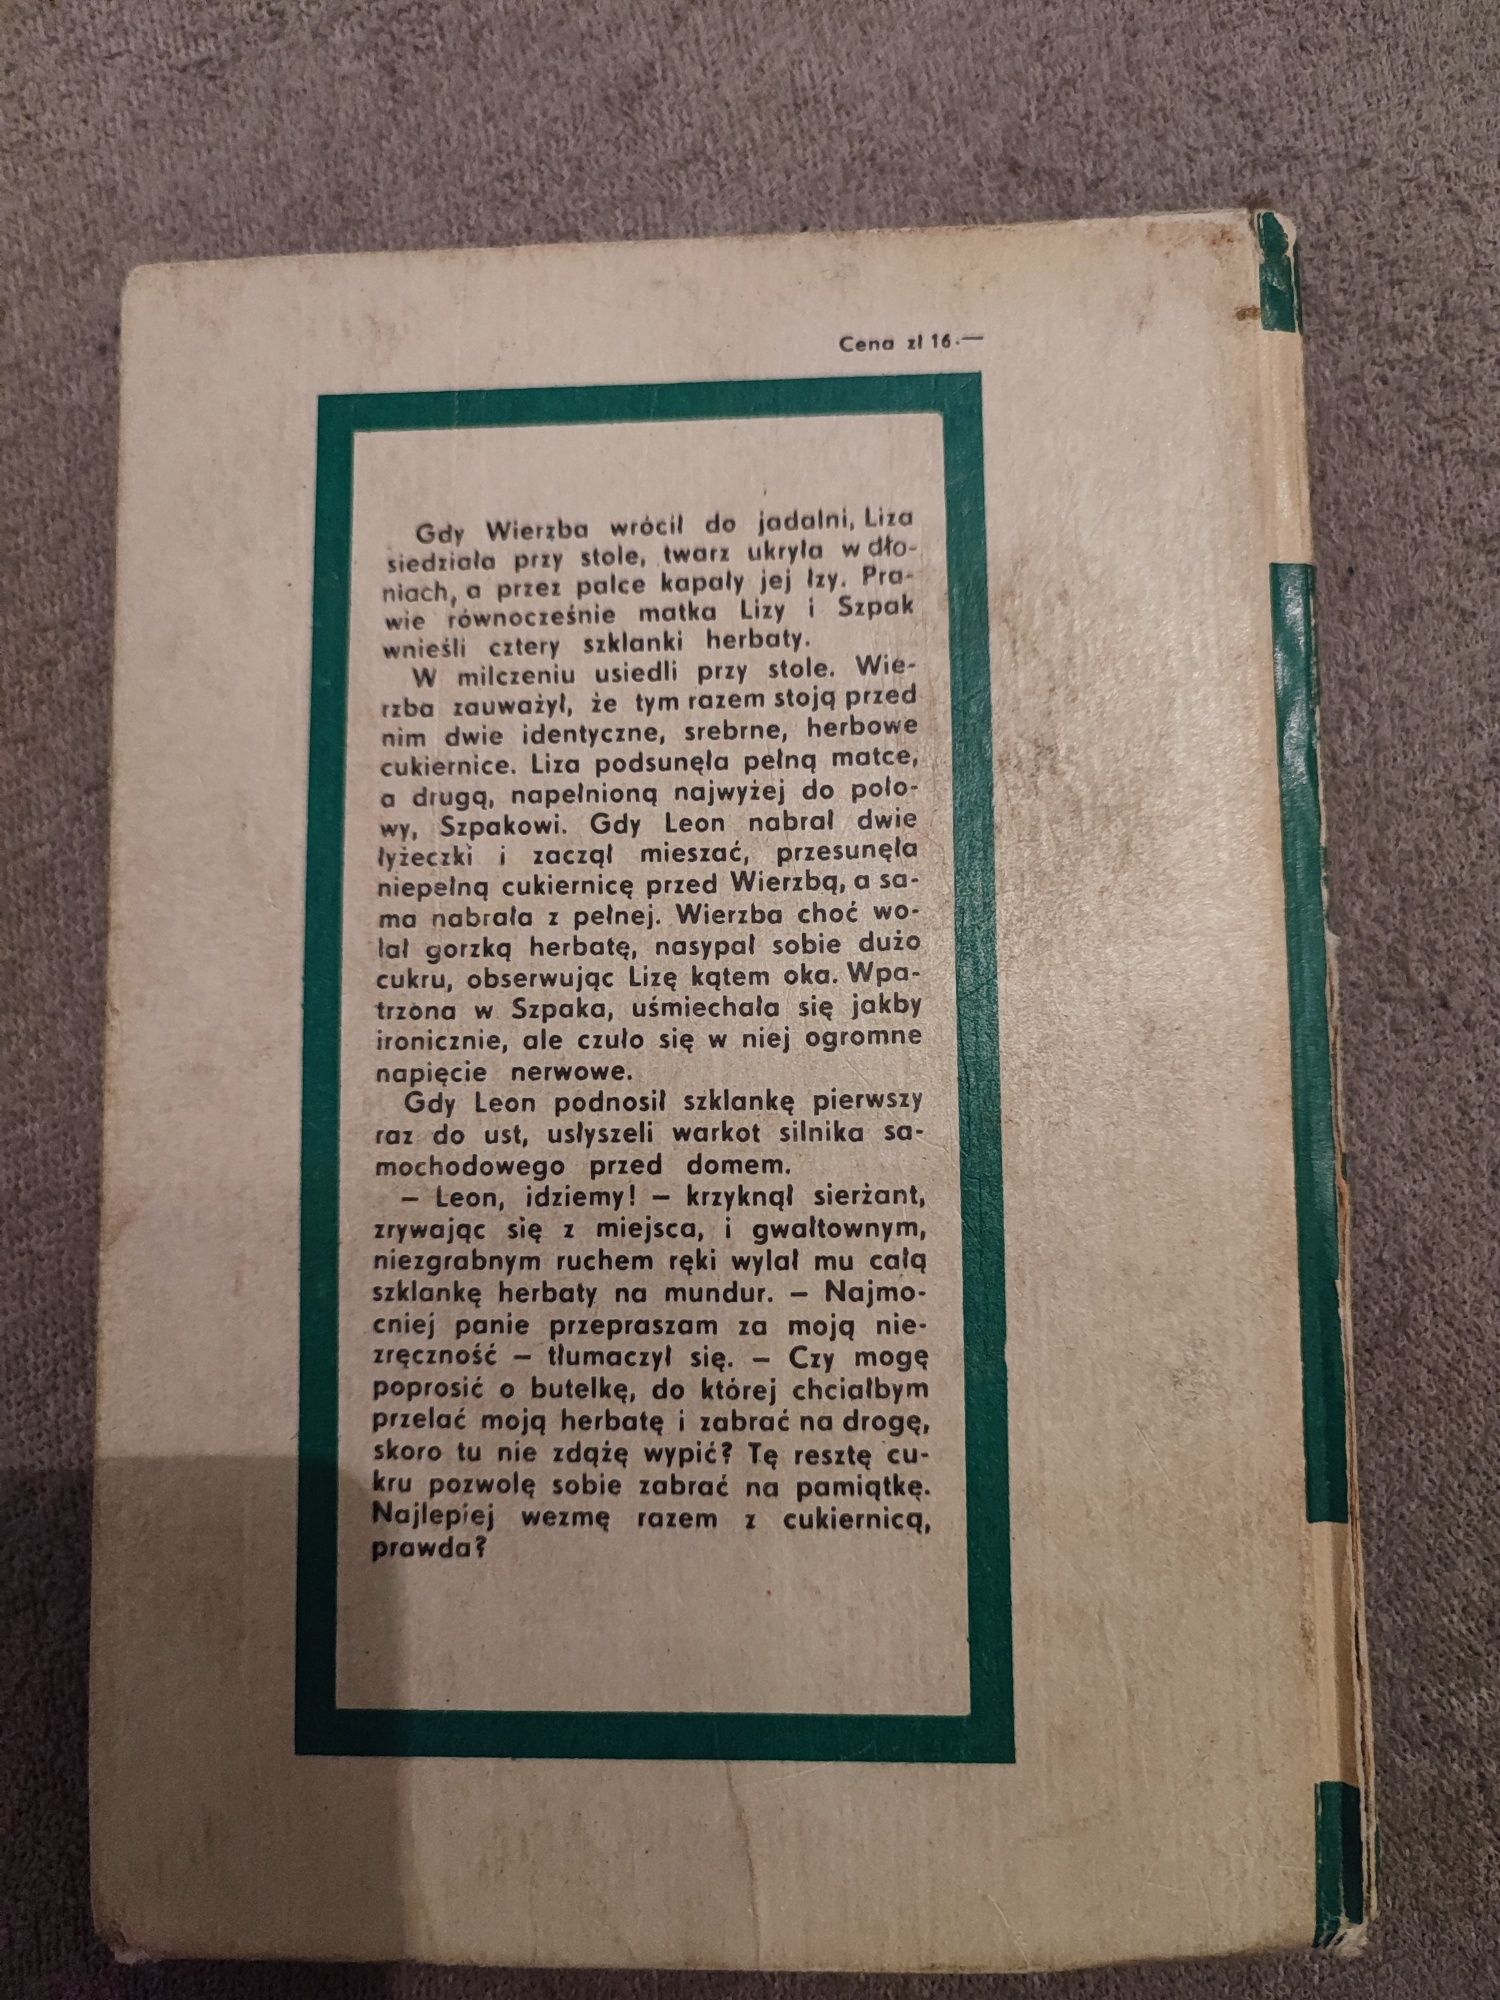 Cena zł 16.—
Gdy Wierzba wrócił do jadalni, Liza
siedziała przy stole, twarz ukryła w dło-
niach, a przez palce kapały jej łzy. Pra-
wie równocześnie matka Lizy i Szpak
wnieśli cztery szklanki herbaty.
W milczeniu usiedli przy stole. Wie-
rzba zauważył, że tym razem stoją przed
nim dwie identyczne, srebrne, herbowe
cukiernice. Liza podsunęła pełną matce,
a drugą, napełnioną najwyżej do poło-
wy, Szpakowi. Gdy Leon nabrał dwie
łyżeczki i zaczął mieszać, przesunęła
niepełną cukiernicę przed Wierzbą, a sa-
ma nabrała z pełnej. Wierzba choć wo-
lał gorzką herbatę, nasypał sobie dużo
cukru, obserwując Lizę kątem oka. Wpa-
trzona w Szpaka, uśmiechała się jakby
ironicznie, ale czuło się w niej ogromne
napięcie nerwowe.
Gdy Leon podnosił szklankę pierwszy
raz do ust, usłyszeli warkot silnika sa-
mochodowego przed domem.
– Leon, idziemy! – krzyknął sierżant,
zrywając się z miejsca, i gwałtownym,
niezgrabnym ruchem ręki wylał mu całą
szklankę herbaty na mundur. – Najmo-
cniej panie przepraszam za moją nie-
zręczność – tłumaczył się. – Czy mogę
poprosić o butelkę, do której chciałbym
przelać moją herbatę i zabrać na drogę,
skoro tu nie zdążę wypić? Tę resztę cu-
kru pozwolę sobie zabrać na pamiątkę.
Najlepiej wezmę razem z cukiernicą,
prawda?